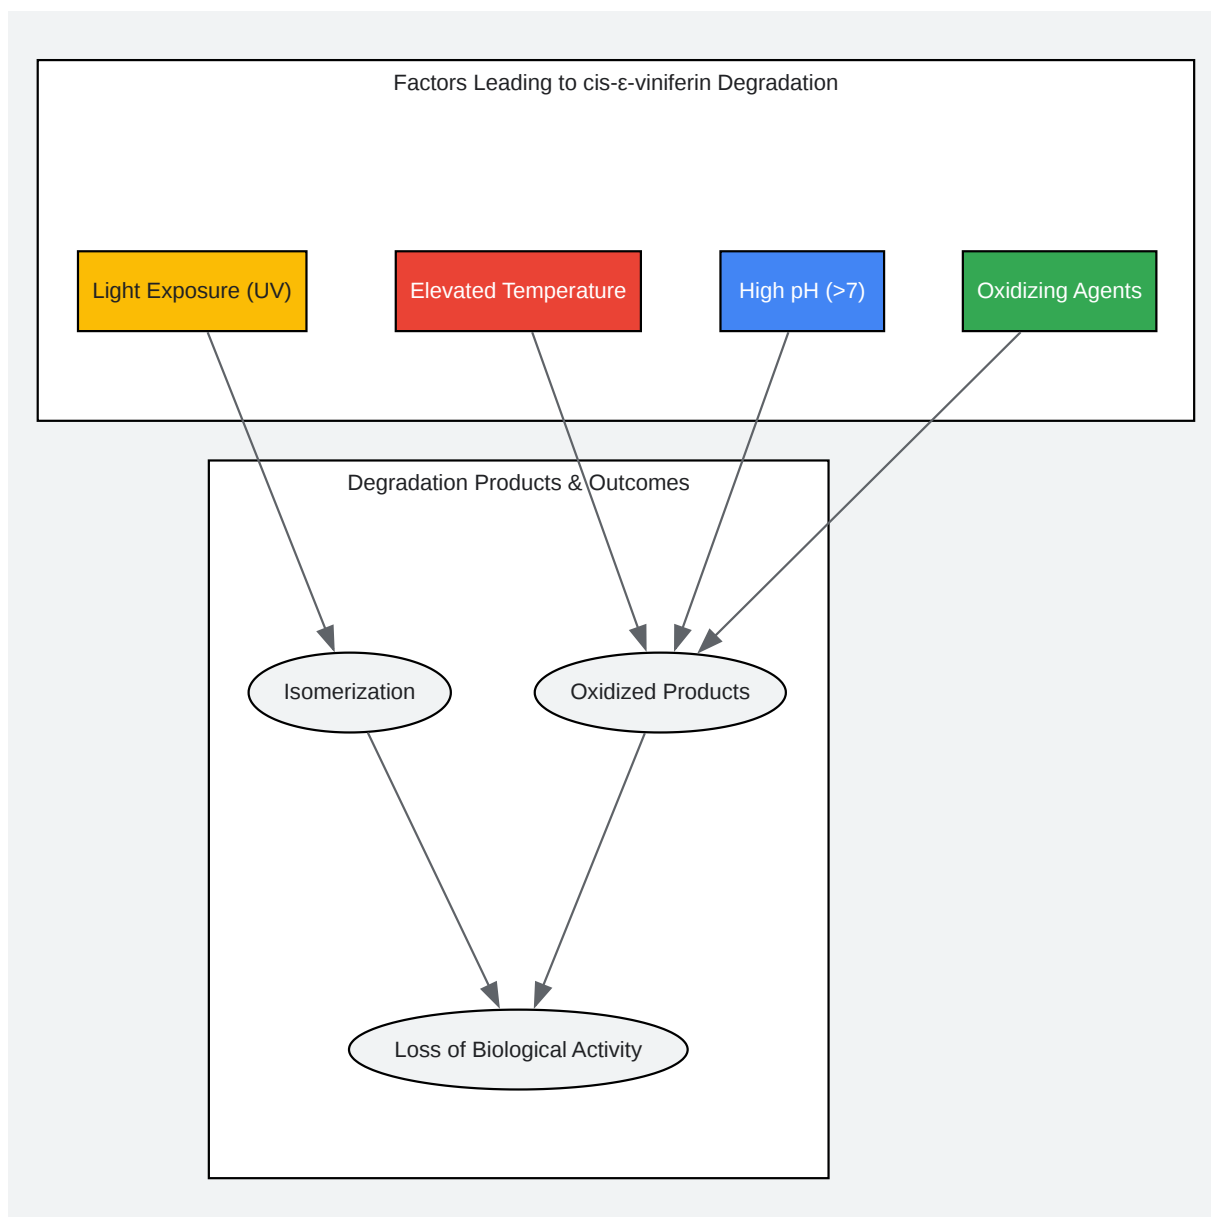 Factors Leading to cis-ε-viniferin Degradation
Light Exposure (UV)
Elevated Temperature
High pH (>7)
Oxidizing Agents
Degradation Products & Outcomes
Isomerization
Oxidized Products
Loss of Biological Activity